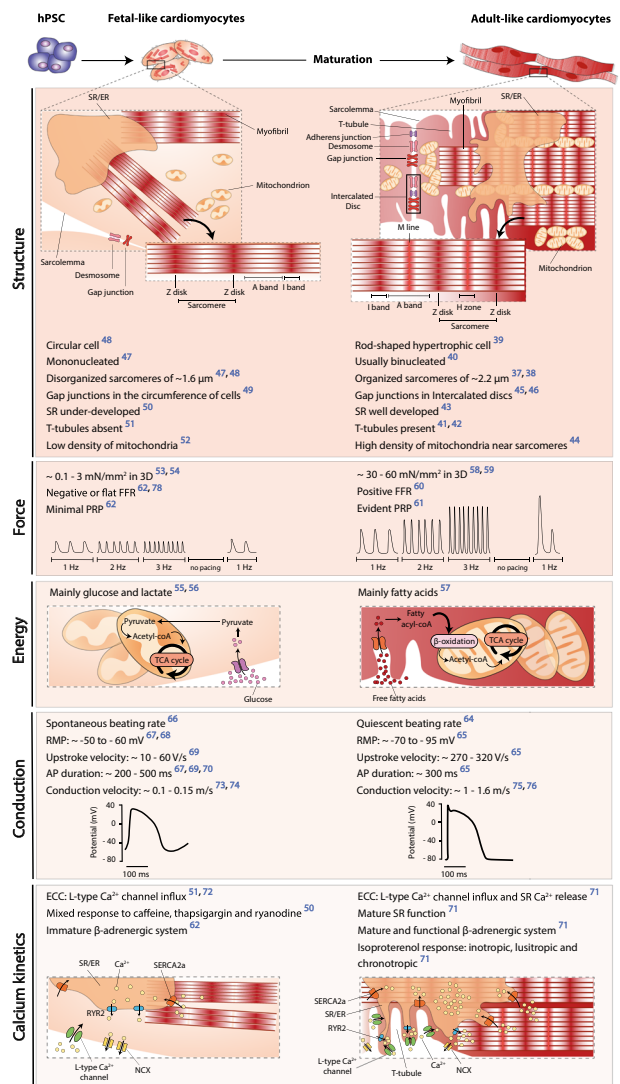 hPSC
Fetal-like cardiomyocytes
Adult-like cardiomyocytes
Maturation
Structure
SR/ER
Myofibril
Mitochondrion
Sarcolemma
Desmosome
Gap junction
Z disk
Z disk
A band
I band
Sarcomere
Circular cell 48
Mononucleated 47
Disorganized sarcomeres of ~1.6 μm 47, 48
Gap junctions in the circumference of cells 49
SR under-developed 50
T-tubules absent 51
Low density of mitochondria 52
Myofibril
SR/ER
Sarcolemma
T-tubule
Adherens junction
Desmosome
Gap junction
Intercalated
Disc
M line
Mitochondrion
I band
A band
Z disk
H zone
Z disk
Sarcomere
Rod-shaped hypertrophic cell 39
Usually binucleated 40
Organized sarcomeres of ~2.2 μm 37, 38
Gap junctions in Intercalated discs 45, 46
SR well developed 43
T-tubules present 41, 42
High density of mitochondria near sarcomeres 44
Force
~ 0.1 - 3 mN/mm² in 3D 53, 54
Negative or flat FFR 62, 78
Minimal PRP 62
1 Hz
2 Hz
3 Hz
no pacing
1 Hz
~ 30 - 60 mN/mm² in 3D 58, 59
Positive FFR 60
Evident PRP 61
1 Hz
2 Hz
3 Hz
no pacing
1 Hz
Energy
Mainly glucose and lactate 55, 56
Pyruvate
Pyruvate
Acetyl-coA
TCA cycle
Glucose
Mainly fatty acids 57
Fatty
acyl-coA
β-oxidation
TCA cycle
Acetyl-coA
Free fatty acids
Conduction
Spontaneous beating rate 66
RMP: ~ -50 to - 60 mV 67, 68
Upstroke velocity: ~ 10 - 60 V/s 69
AP duration: ~ 200 - 500 ms 67, 69, 70
Conduction velocity: ~ 0.1 - 0.15 m/s 73, 74
Potential (mV)
40
0
- 40
- 80
100 ms
Quiescent beating rate 64
RMP: ~ -70 to - 95 mV 65
Upstroke velocity: ~ 270 - 320 V/s 65
AP duration: ~ 300 ms 65
Conduction velocity: ~ 1 - 1.6 m/s 75, 76
Potential (mV)
40
0
- 40
- 80
100 ms
Calcium kinetics
ECC: L-type Ca²⁺ channel influx 51, 72
Mixed response to caffeine, thapsigargin and ryanodine 50
Immature β-adrenergic system 62
SR/ER
Ca²⁺
SERCA2a
RYR2
L-type Ca²⁺
channel
NCX
ECC: L-type Ca²⁺ channel influx and SR Ca²⁺ release 71
Mature SR function 71
Mature and functional β-adrenergic system 71
Isoproterenol response: inotropic, lusitropic and
chronotropic 71
SERCA2a
SR/ER
RYR2
L-type Ca²⁺
channel
T-tubule
Ca²⁺
NCX